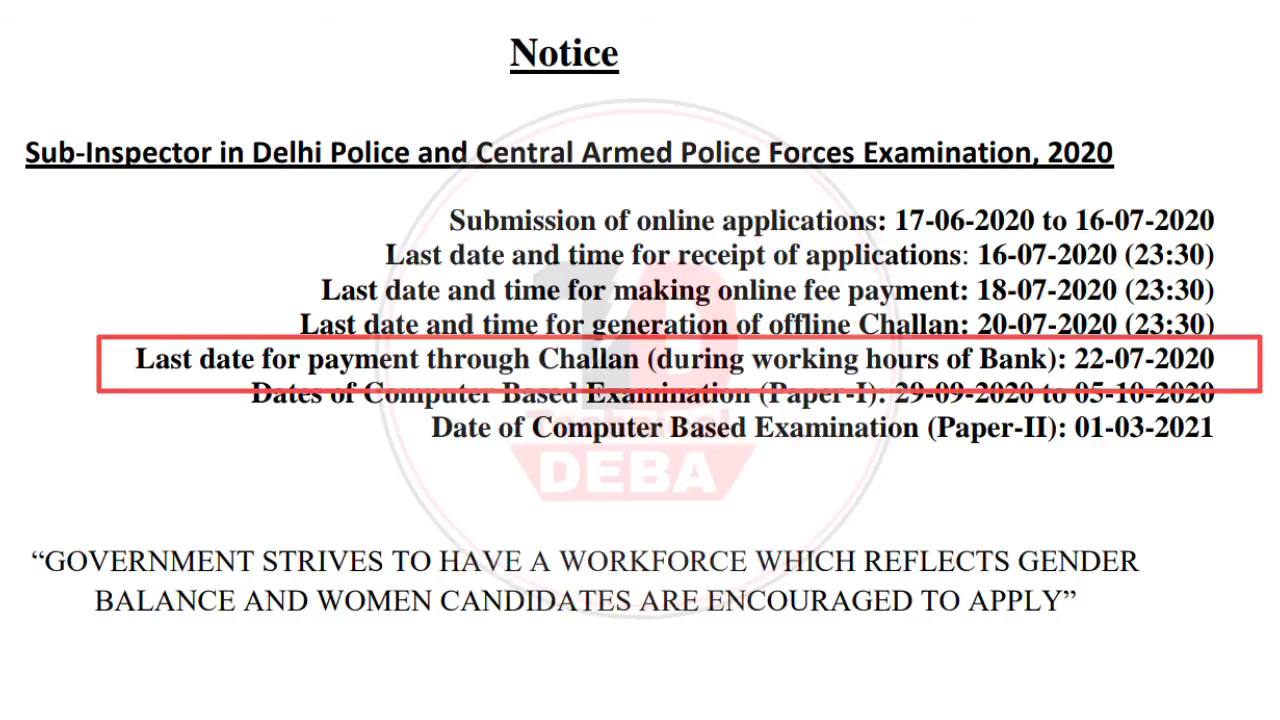 Notice
Sub-Inspector in Delhi Police and Central Armed Police Forces Examination, 2020
Submission of online applications: 17-06-2020 to 16-07-2020
Last date and time for receipt of applications: 16-07-2020 (23:30)
Last date and time for making online fee payment: 18-07-2020 (23:30)
Last date and time for generation of offline Challan: 20-07-2020 (23:30)
Last date for payment through Challan (during working hours of Bank): 22-07-2020
Dates of Computer Based Examination (Paper-I): 29-09-2020 to 05-10-2020
Date of Computer Based Examination (Paper-II): 01-03-2021
Technical
DEBA
“GOVERNMENT STRIVES TO HAVE A WORKFORCE WHICH REFLECTS GENDER
BALANCE AND WOMEN CANDIDATES ARE ENCOURAGED TO APPLY”